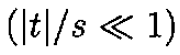 (|t|/s ≪ 1)